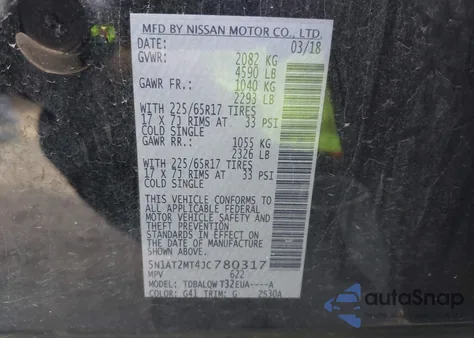 MFD BY NISSAN MOTOR CO., LTD.
DATE: 03/18
GVWR: 2082 KG
4590 LB
GAWR FR.: 1040 KG
2293 LB
WITH 225/65R17 TIRES
17 X 7J RIMS AT 33 PSI
COLD SINGLE
GAWR RR.: 1055 KG
2326 LB
WITH 225/65R17 TIRES
17 X 7J RIMS AT 33 PSI
COLD SINGLE
THIS VEHICLE CONFORMS TO
ALL APPLICABLE FEDERAL
MOTOR VEHICLE SAFETY AND
AND THEFT PREVENTION
STANDARDS IN EFFECT ON
THE DATE OF MANUFACTURE
SHOWN ABOVE.
5N1AT2MT4JC780317
MPV 622
MODEL: TDBALQWT32EUA----A
COLOR: G41 TRIM: G 2530A
autoSnap